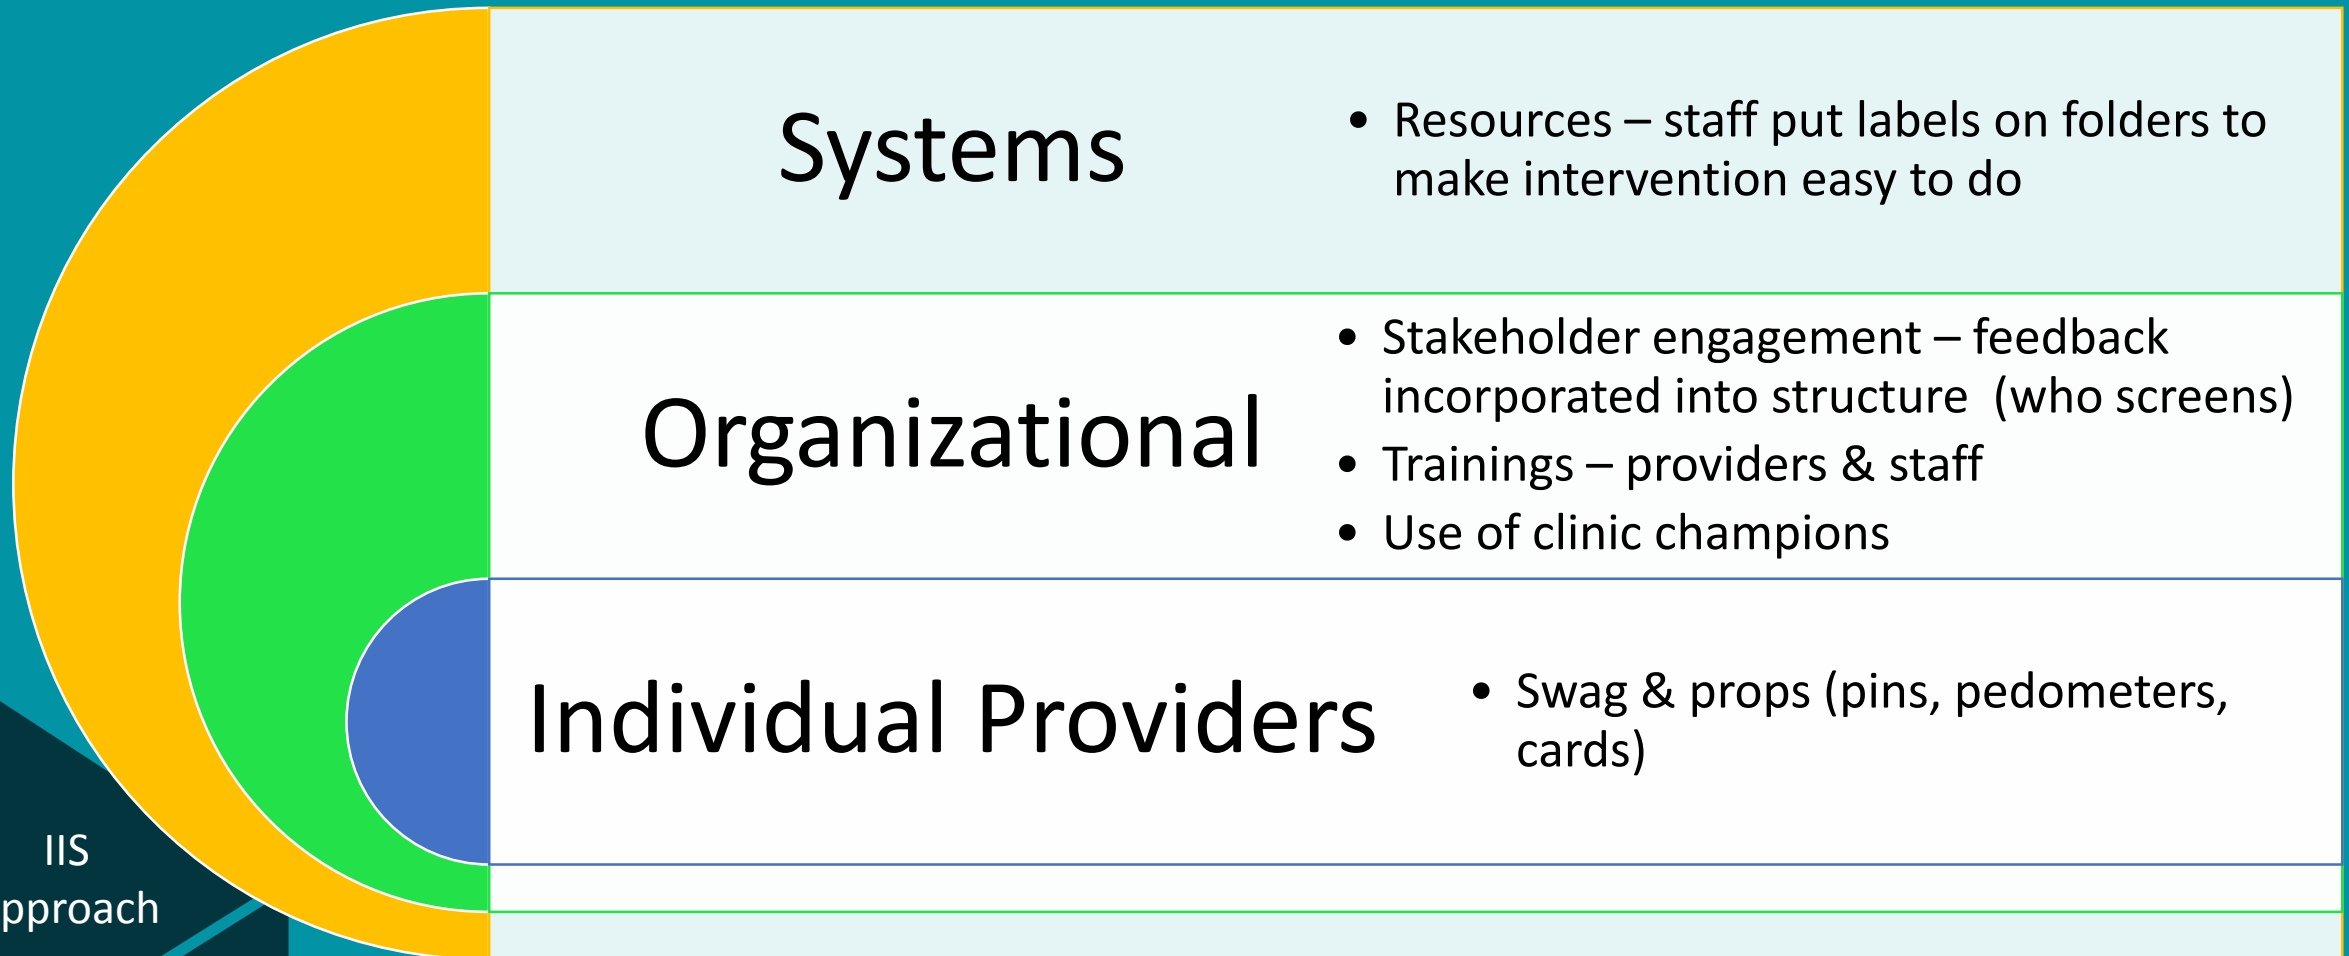 Systems
• Resources – staff put labels on folders to
make intervention easy to do
Organizational
• Stakeholder engagement – feedback
incorporated into structure (who screens)
• Trainings – providers & staff
• Use of clinic champions
Individual Providers
• Swag & props (pins, pedometers,
cards)
IIS
pproach